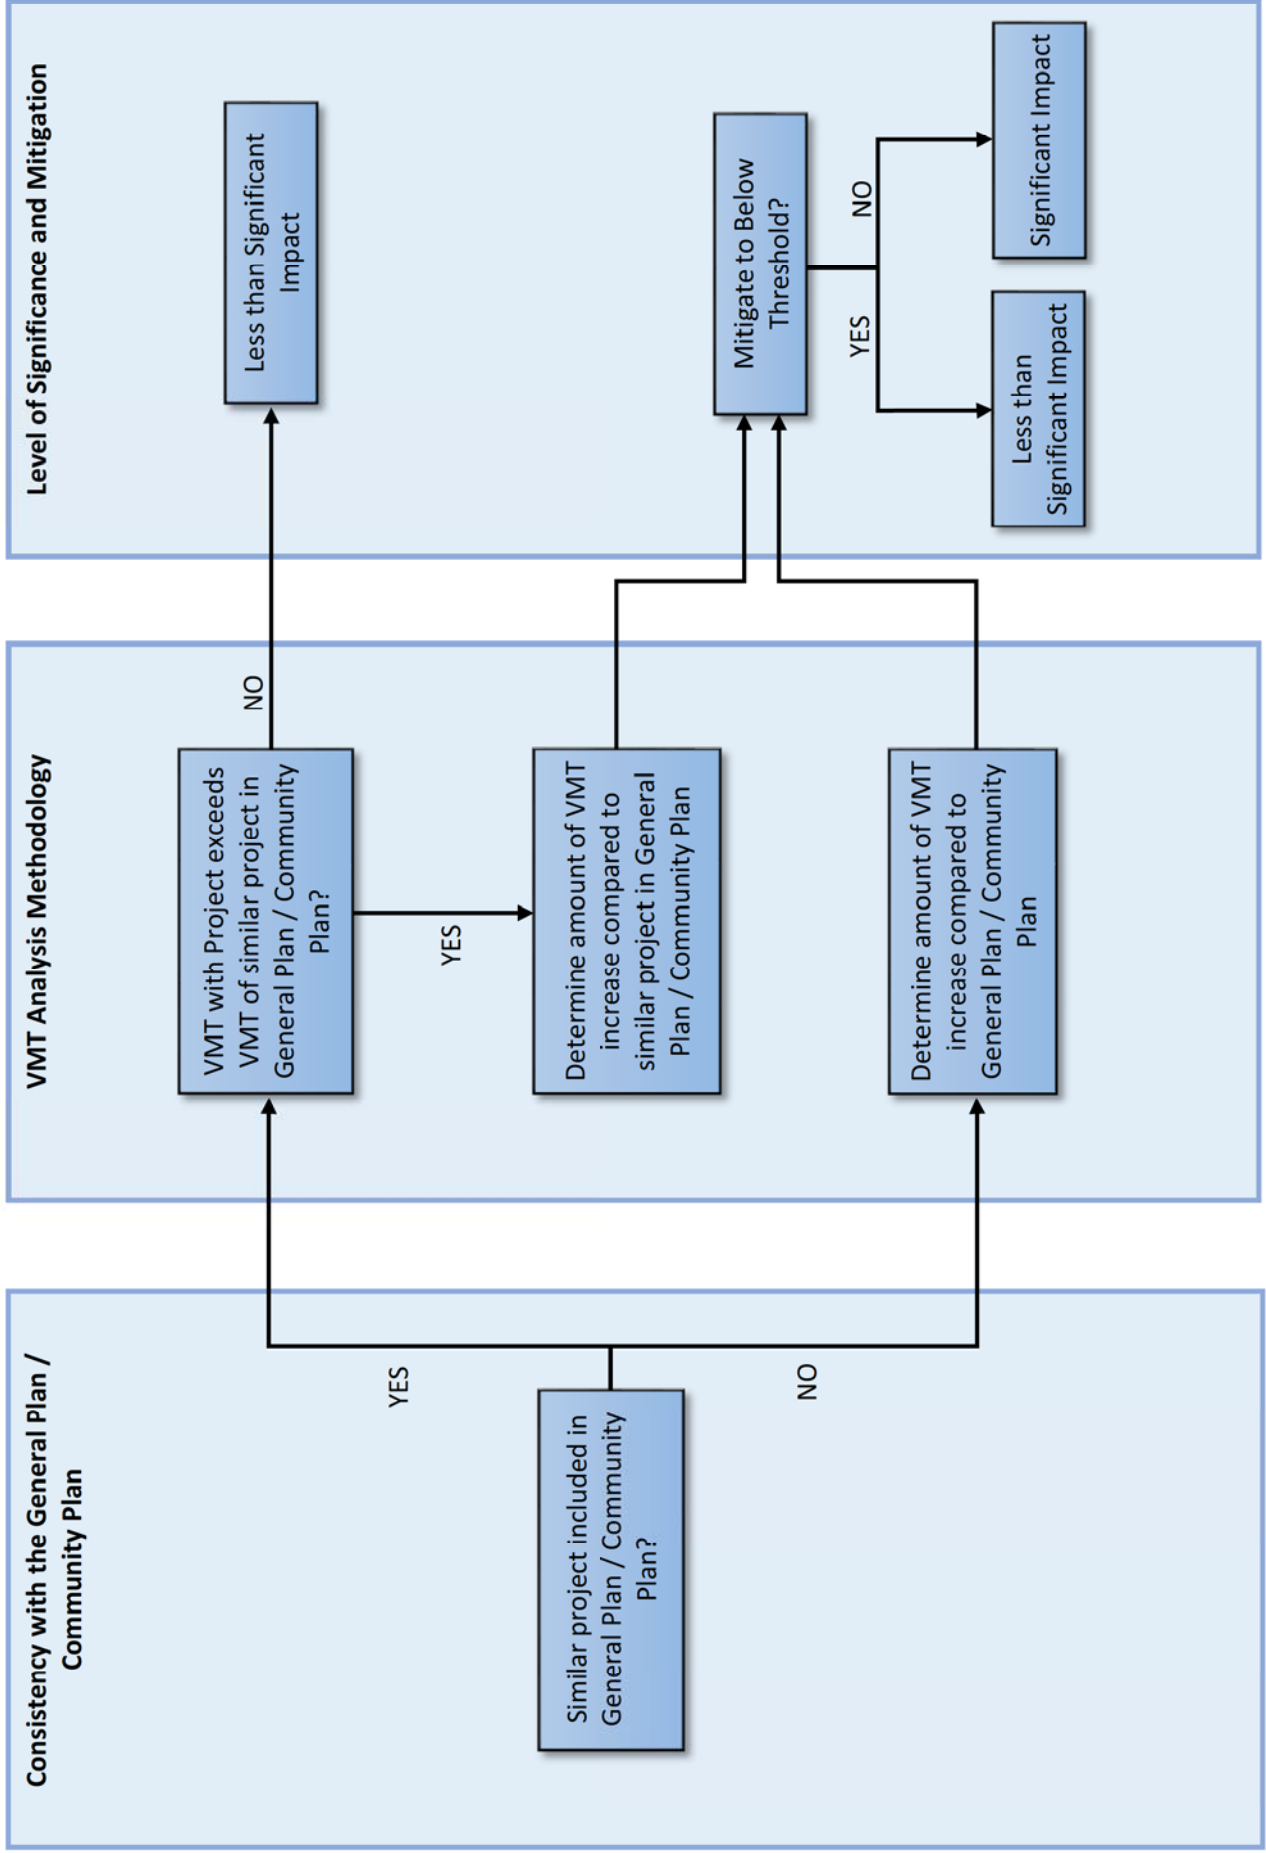 Consistency with the General Plan /
Community Plan
Similar project included in
General Plan / Community
Plan?
YES
NO
VMT Analysis Methodology
VMT with Project exceeds
VMT of similar project in
General Plan / Community
Plan?
NO
YES
Determine amount of VMT
increase compared to
similar project in General
Plan / Community Plan
Determine amount of VMT
increase compared to
General Plan / Community
Plan
Level of Significance and Mitigation
Less than Significant
Impact
Mitigate to Below
Threshold?
YES
NO
Less than
Significant Impact
Significant Impact